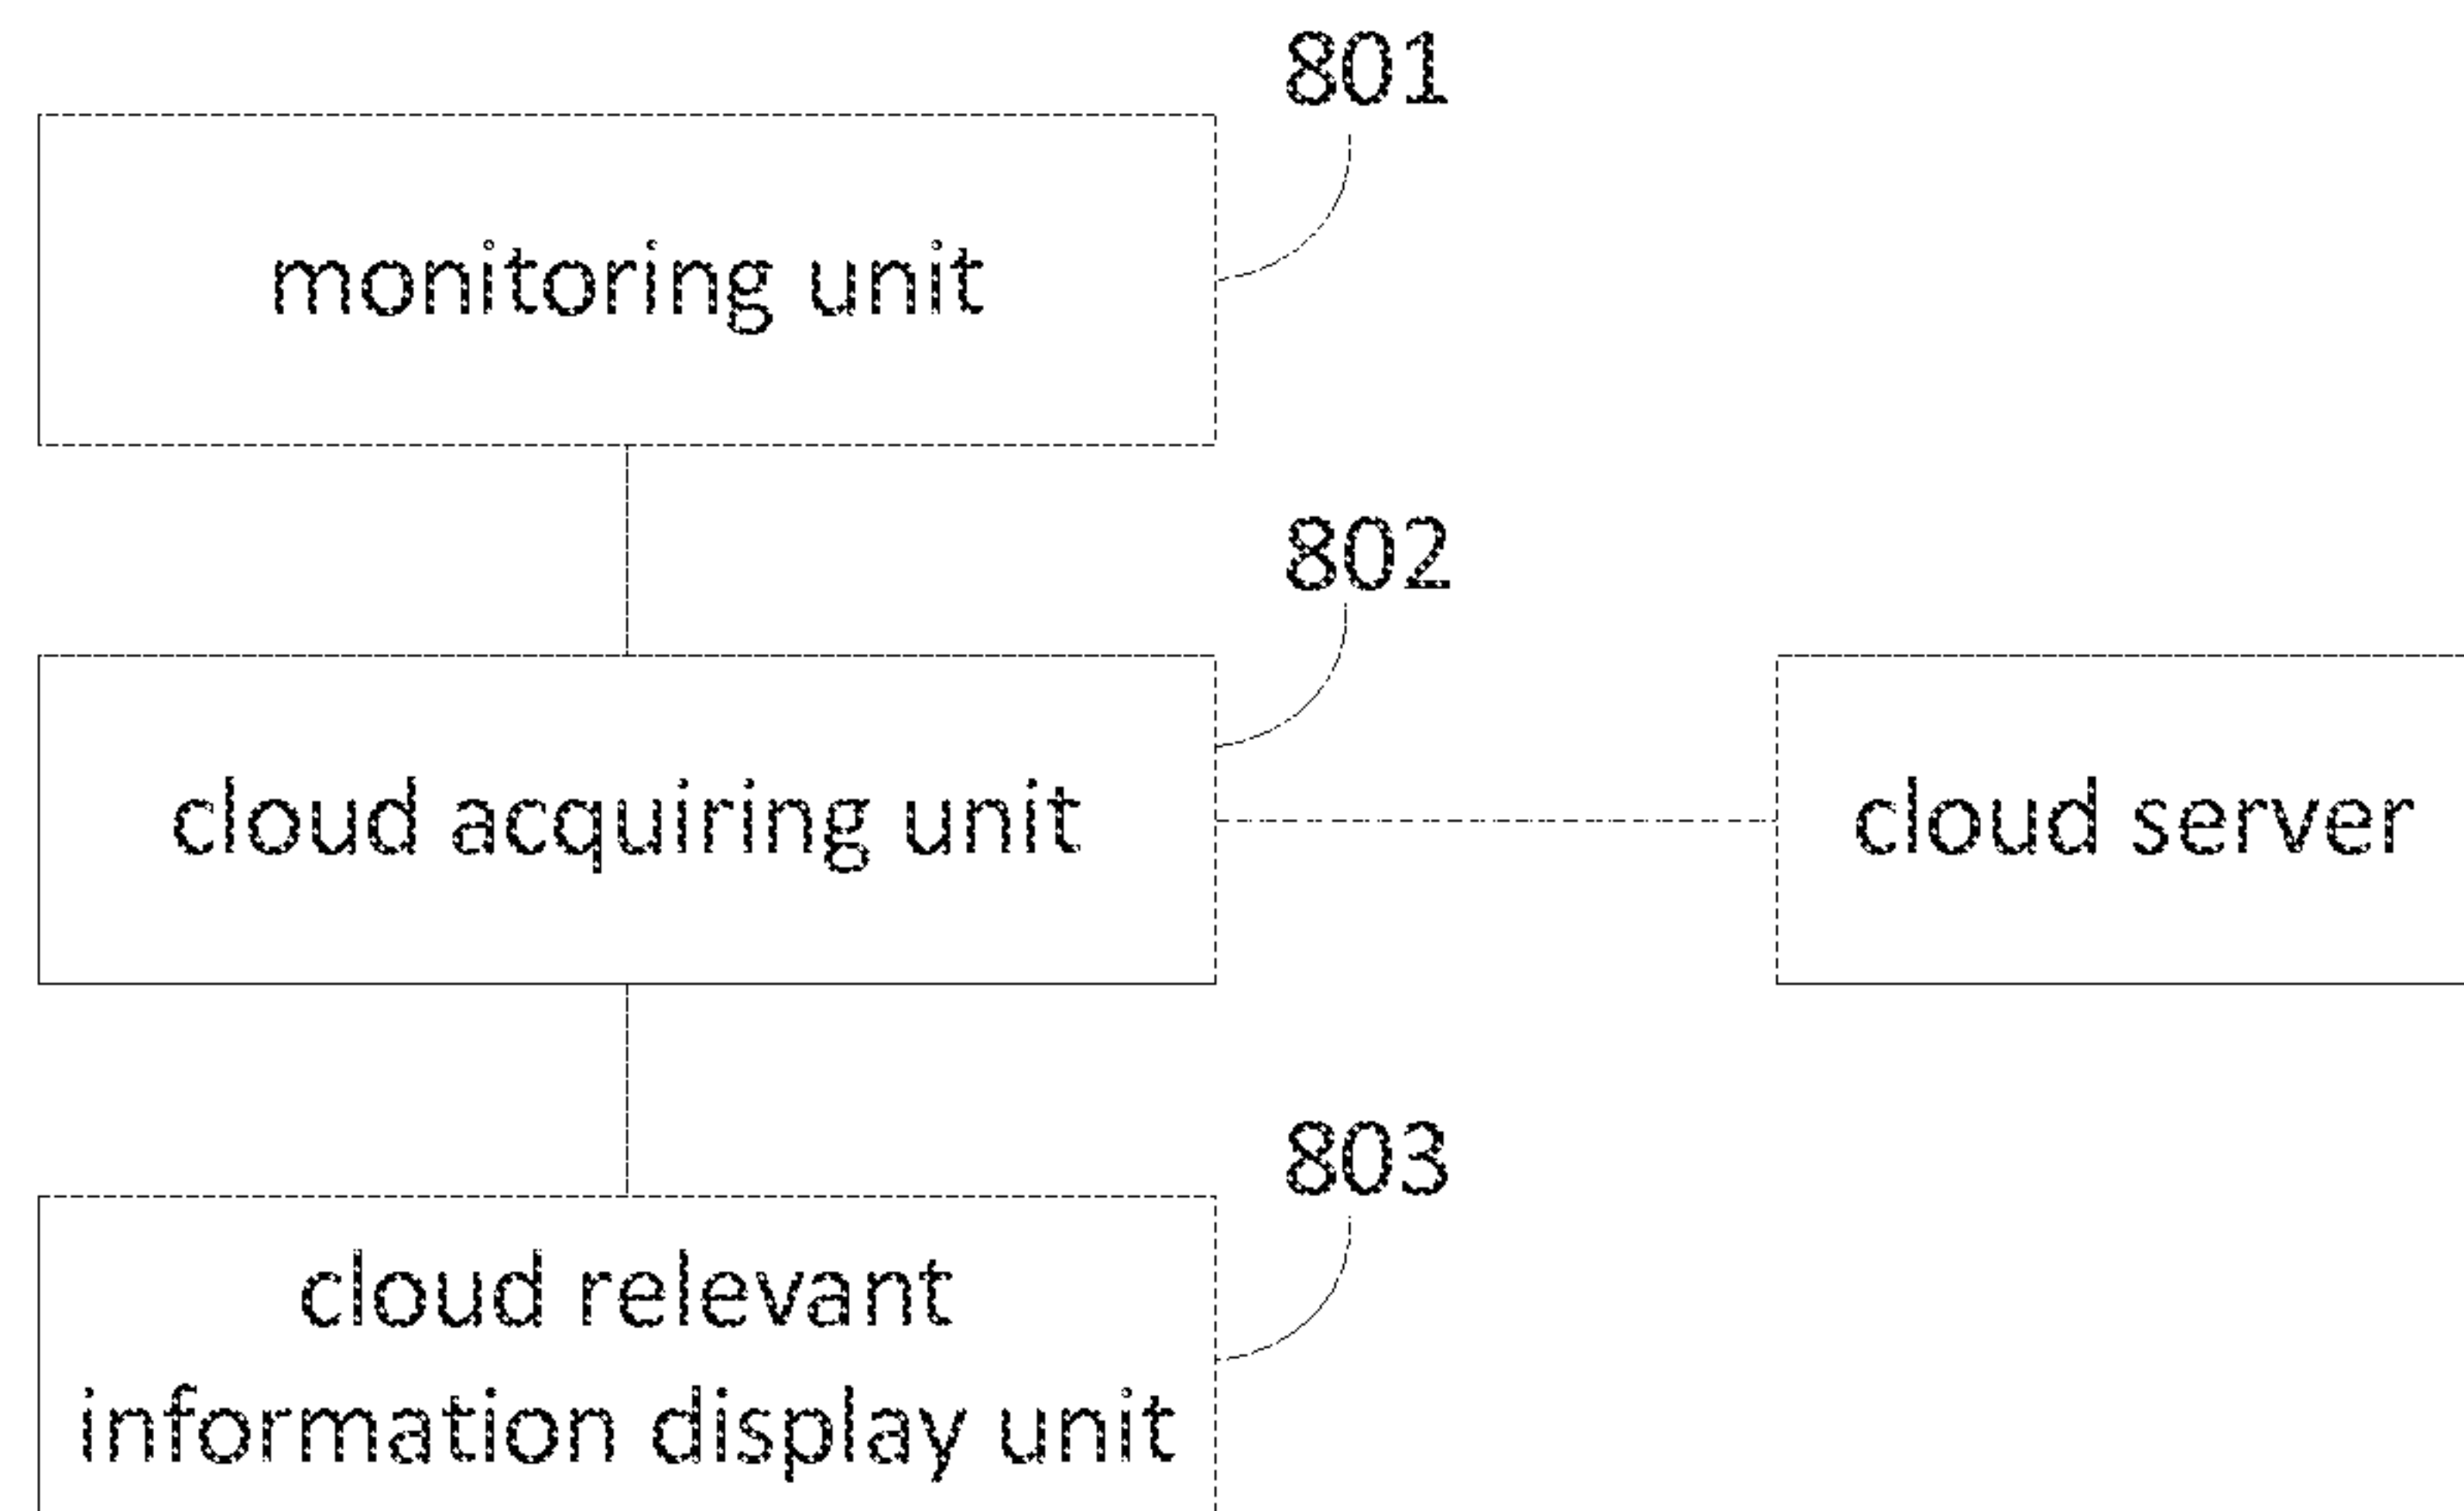 801
monitoring unit
802
cloud acquiring unit
cloud server
803
cloud relevant
information display unit